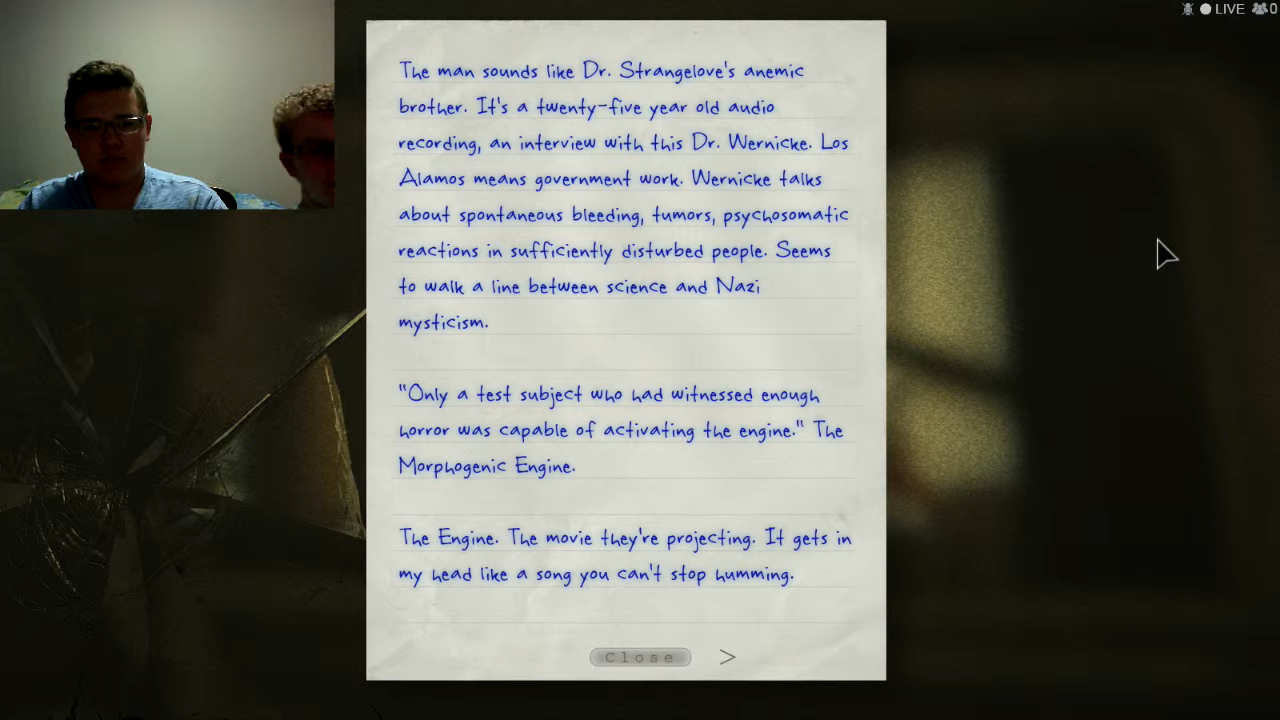 LIVE 0
The man sounds like Dr. Strangelove's anemic
brother. It's a twenty-five year old audio
recording, an interview with this Dr. Wernicke. Los
Alamos means government work. Wernicke talks
about spontaneous bleeding, tumors, psychosomatic
reactions in sufficiently disturbed people. Seems
to walk a line between science and Nazi
mysticism.
"Only a test subject who had witnessed enough
horror was capable of activating the engine." The
Morphogenic Engine.
The Engine. The movie they're projecting. It gets in
my head like a song you can't stop humming.
Close >